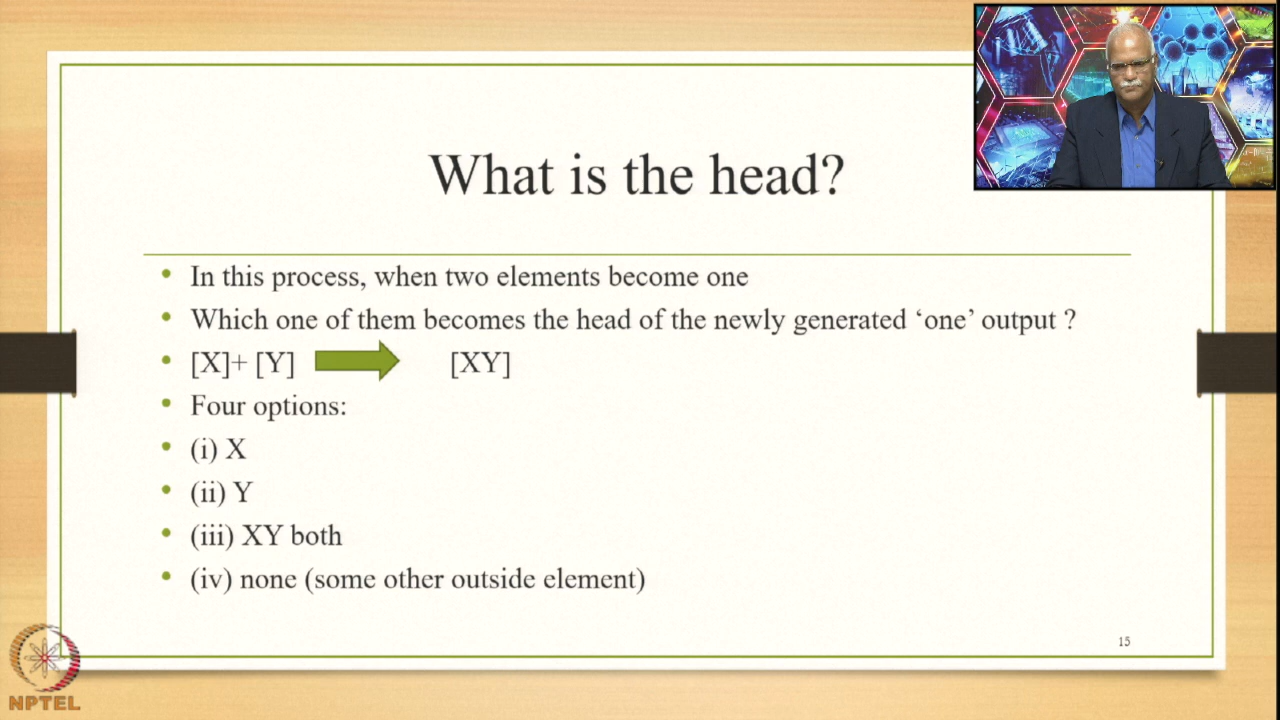 What is the head?
• In this process, when two elements become one
• Which one of them becomes the head of the newly generated ‘one’ output ?
• [X]+ [Y] [XY]
• Four options:
• (i) X
• (ii) Y
• (iii) XY both
• (iv) none (some other outside element)
15
NPTEL